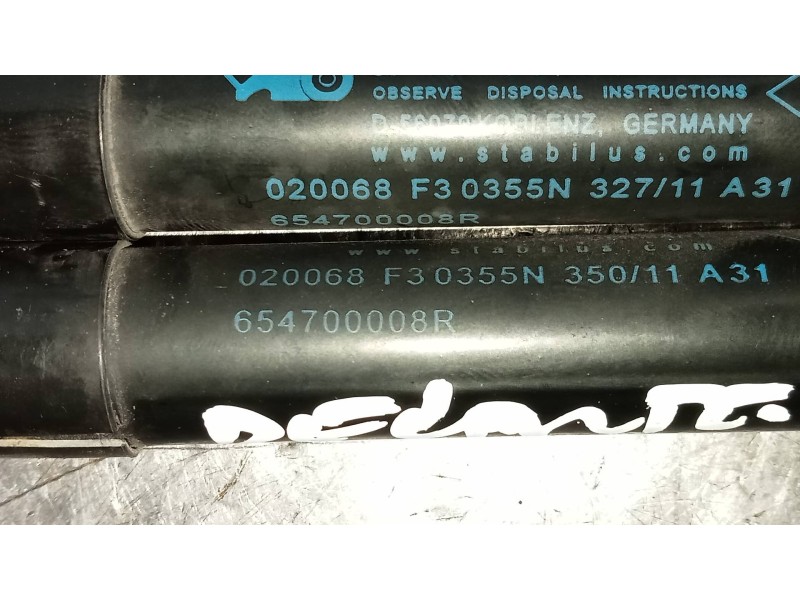 OBSERVE DISPOSAL INSTRUCTIONS
D 56070 KOBLENZ, GERMANY
www.stabilus.com
020068 F3 0355N 327/11 A31
654700008R
www.stabilus.com
020068 F3 0355N 350/11 A31
654700008R